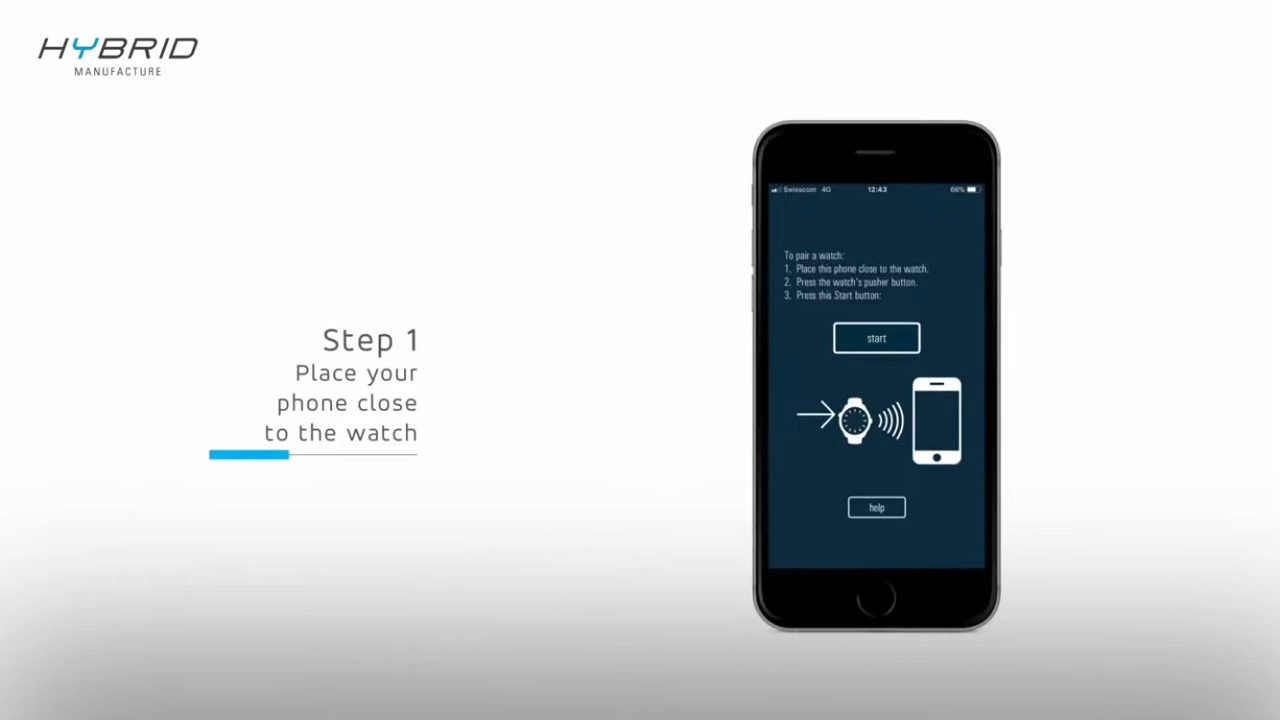 HYBRID
MANUFACTURE
Swisscom 4G 12:43 66%
To pair a watch:
1. Place this phone close to the watch.
2. Press the watch's pusher button.
3. Press this Start button:
start
help
Step 1
Place your
phone close
to the watch